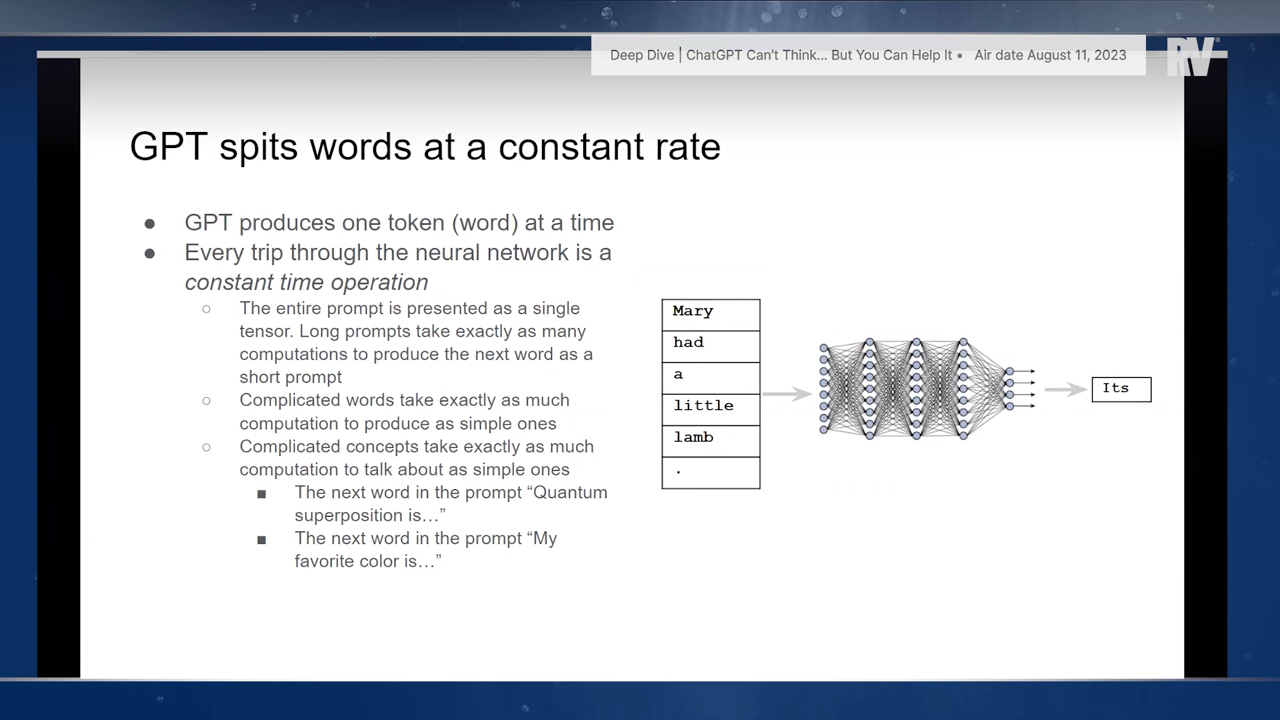 Deep Dive | ChatGPT Can't Think... But You Can Help It • Air date August 11, 2023
RV
GPT spits words at a constant rate
● GPT produces one token (word) at a time
● Every trip through the neural network is a
constant time operation
○ The entire prompt is presented as a single
tensor. Long prompts take exactly as many
computations to produce the next word as a
short prompt
○ Complicated words take exactly as much
computation to produce as simple ones
○ Complicated concepts take exactly as much
computation to talk about as simple ones
■ The next word in the prompt “Quantum
superposition is…”
■ The next word in the prompt “My
favorite color is…”
Mary
had
a
little
lamb
.
Its